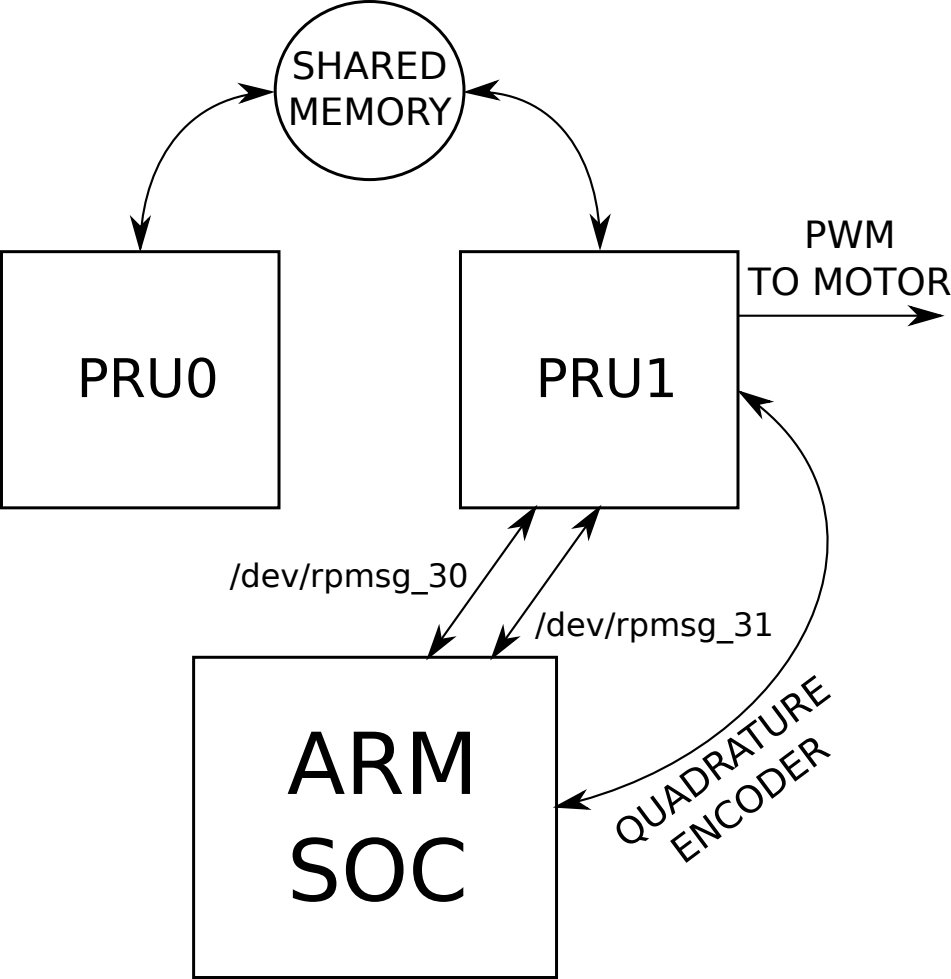 SHARED
MEMORY
PWM
TO MOTOR
PRU0
PRU1
/dev/rpmsg_30
/dev/rpmsg_31
QUADRATURE
ENCODER
ARM
SOC